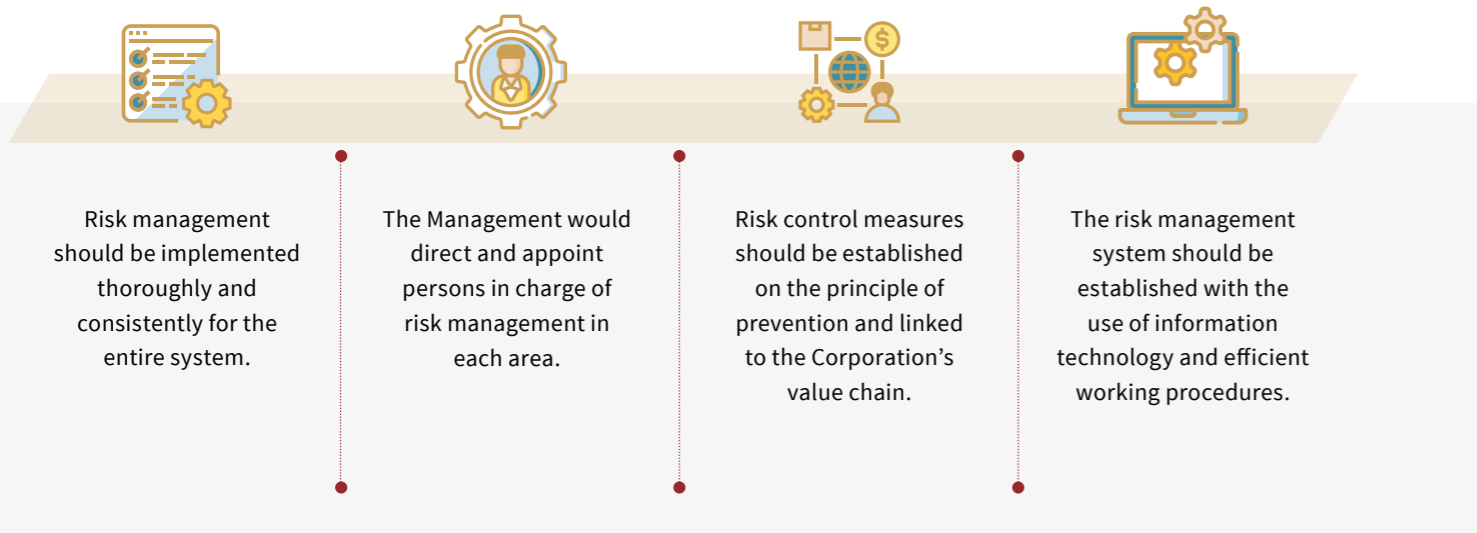 Risk management
should be implemented
thoroughly and
consistently for the
entire system.
The Management would
direct and appoint
persons in charge of
risk management in
each area.
Risk control measures
should be established
on the principle of
prevention and linked
to the Corporation’s
value chain.
The risk management
system should be
established with the
use of information
technology and efficient
working procedures.